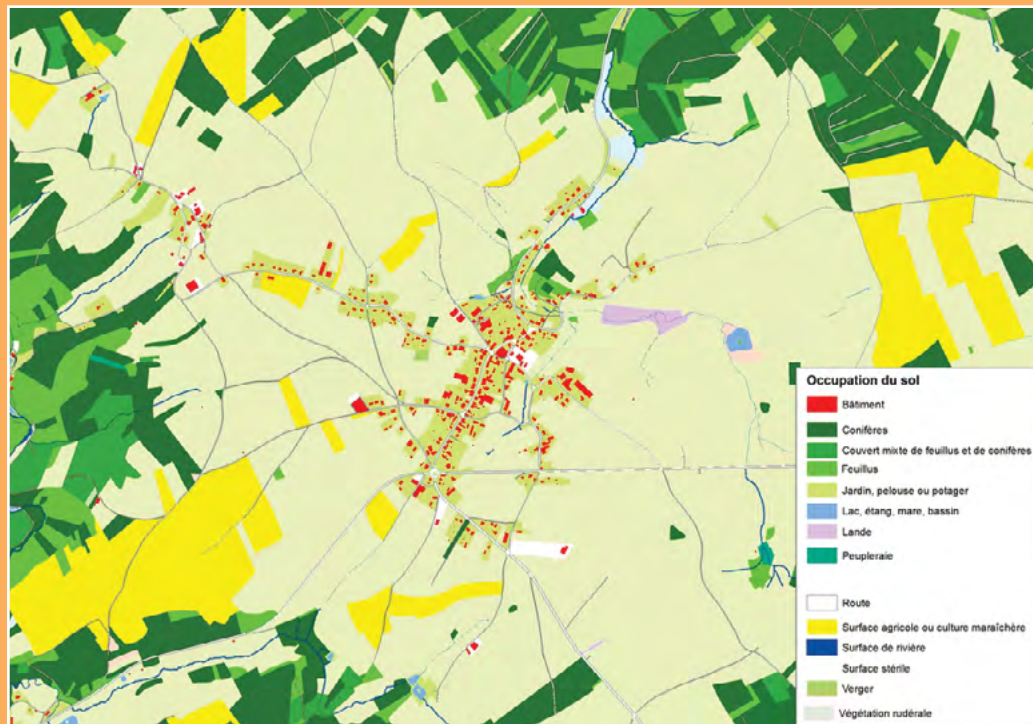 Occupation du sol
Bâtiment
Conifères
Couvert mixte de feuillus et de conifères
Feuillus
Jardin, pelouse ou potager
Lac, étang, mare, bassin
Lande
Peupleraie
Route
Surface agricole ou culture maraîchère
Surface de rivière
Surface stérile
Verger
Végétation rudérale